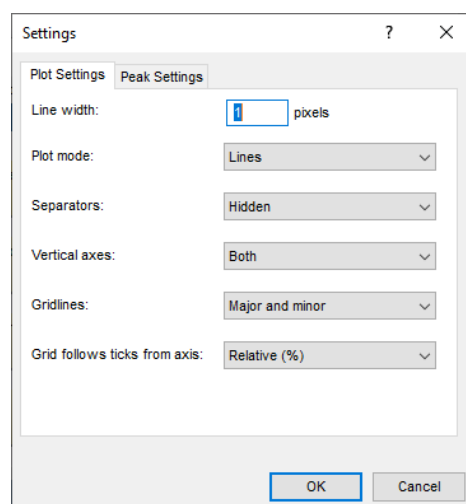 Settings ?
Plot Settings Peak Settings
Line width: 1 pixels
Plot mode: Lines
Separators: Hidden
Vertical axes: Both
Gridlines: Major and minor
Grid follows ticks from axis: Relative (%)
OK Cancel